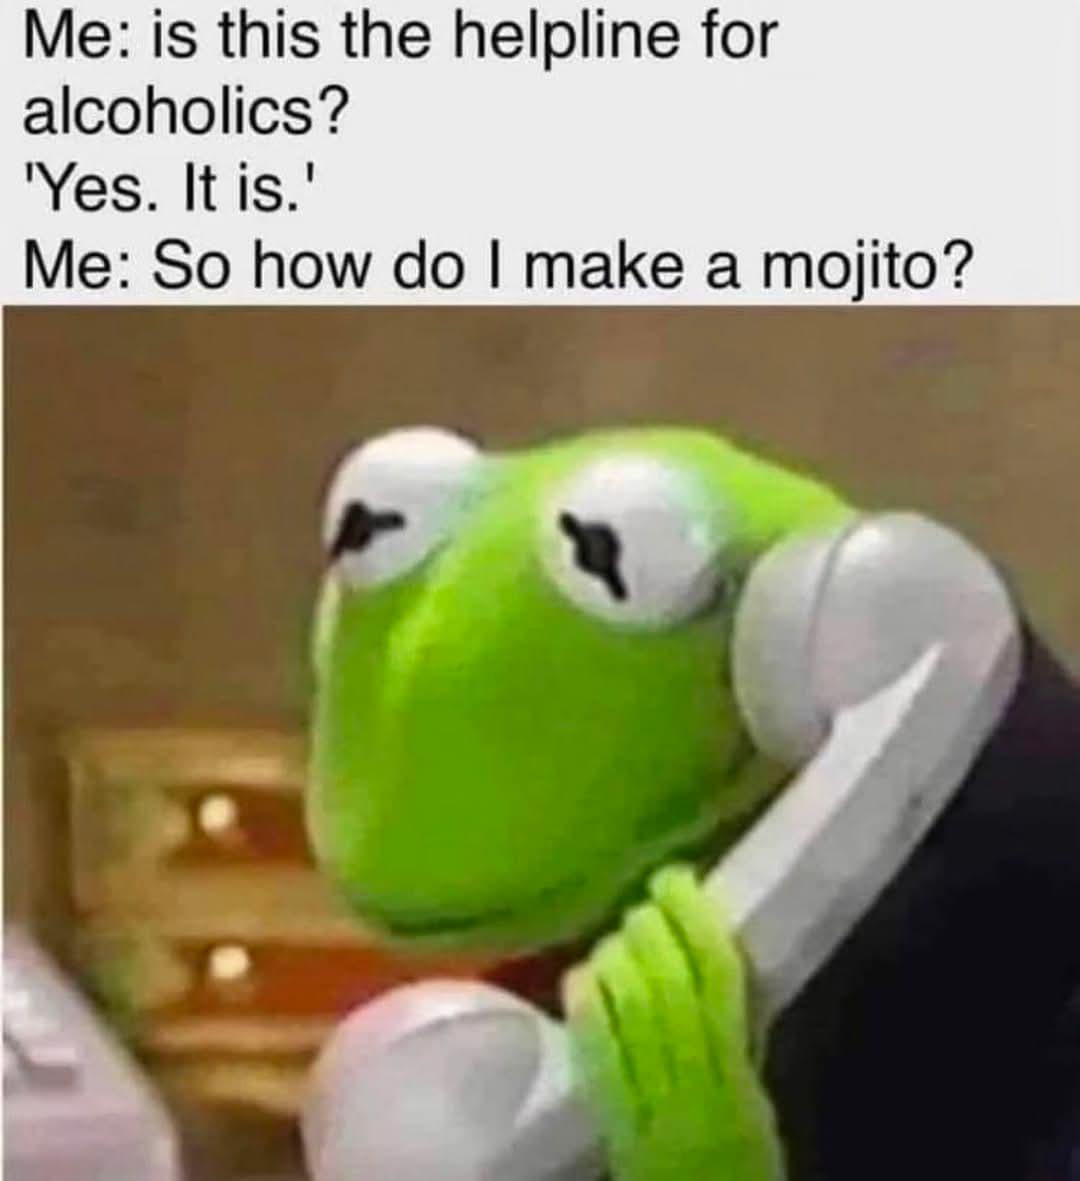 Me: is this the helpline for
alcoholics?
'Yes. It is.'
Me: So how do I make a mojito?